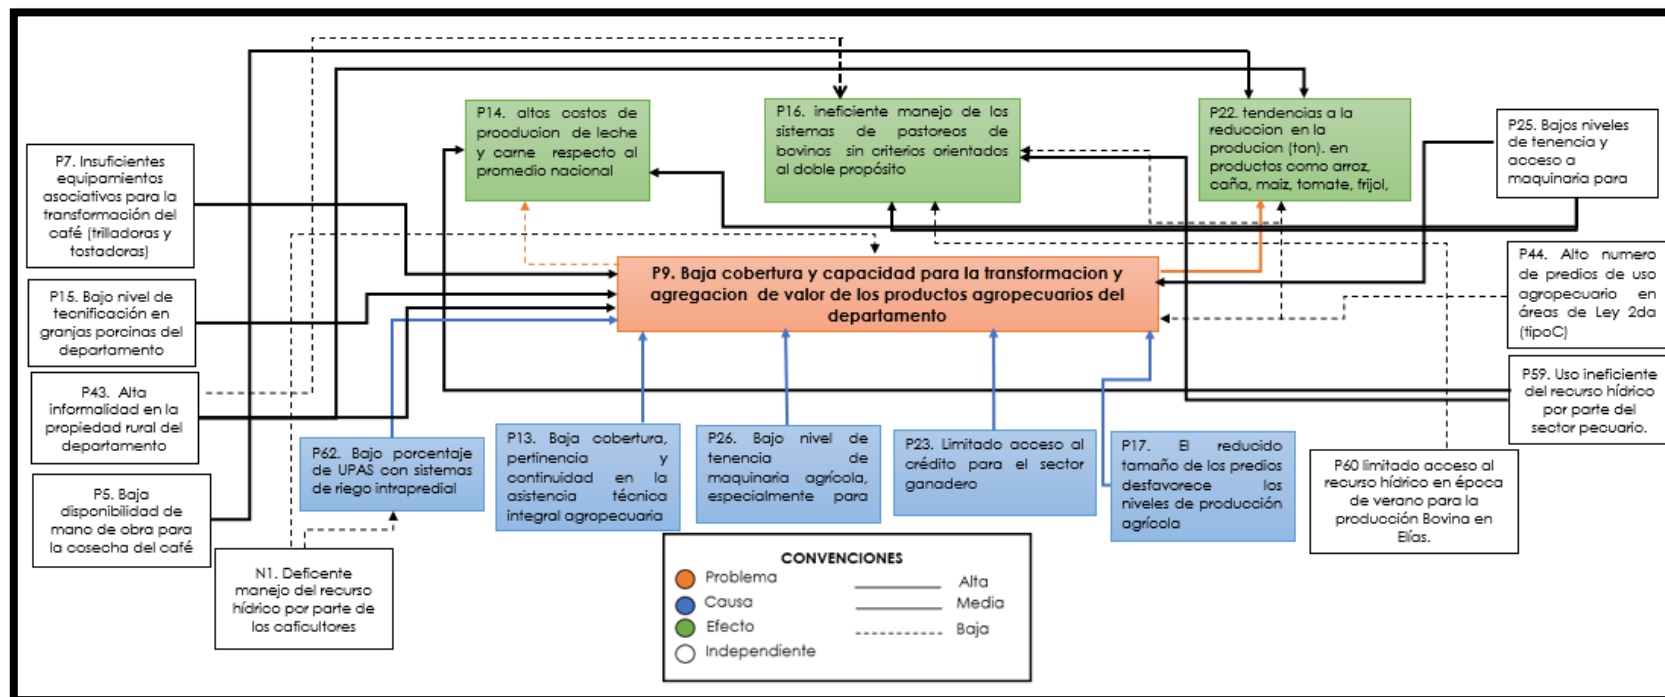 P14. altos costos de
proouccion de leche
y carne respecto al
promedio nacional
P16. ineficiente manejo de los
sistemas de pastoreos de
bovinos sin criterios orientados
al doble propósito
P22. tendencias a la
reduccion en la
producion (ton). en
productos como arroz,
caña, maiz, tomate, frijol,
P25. Bajos niveles
de tenencia y
acceso a
maquinaria para
P7. Insuficientes
equipamientos
asociativos para la
transformación del
café (trilladoras y
tostadoras)
P9. Baja cobertura y capacidad para la transformacion y
agregacion de valor de los productos agropecuarios del
departamento
P44. Alto numero
de predios de uso
agropecuario en
áreas de Ley 2da
(tipoC)
P15. Bajo nivel de
tecnificación en
granjas porcinas del
departamento
P43. Alta
informalidad en la
propiedad rural del
departamento
P59. Uso ineficiente
del recurso hídrico
por parte del
sector pecuario.
P62. Bajo porcentaje
de UPAS con sistemas
de riego intrapredial
P13. Baja cobertura,
pertinencia y
continuidad en la
asistencia técnica
integral agropecuaria
P26. Bajo nivel de
tenencia de
maquinaria agrícola,
especialmente para
P23. Limitado acceso al
crédito para el sector
ganadero
P17. El reducido
tamaño de los predios
desfavorece los
niveles de producción
agrícola
P60 limitado acceso al
recurso hídrico en época
de verano para la
producción Bovina en
Elías.
P5. Baja
disponibilidad de
mano de obra para
la cosecha del café
N1. Deficente
manejo del recurso
hídrico por parte de
los caficultores
CONVENCIONES
Problema
Causa
Efecto
Independiente
Alta
Media
Baja